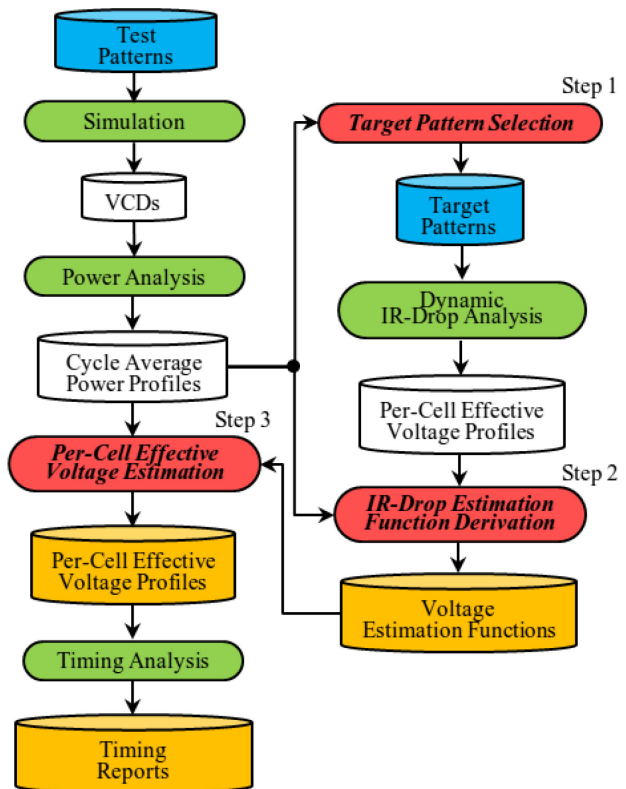 Test
Patterns
Simulation
VCDs
Power Analysis
Cycle Average
Power Profiles
Step 3
Per-Cell Effective
Voltage Estimation
Per-Cell Effective
Voltage Profiles
Timing Analysis
Timing
Reports
Step 1
Target Pattern Selection
Target
Patterns
Dynamic
IR-Drop Analysis
Per-Cell Effective
Voltage Profiles
Step 2
IR-Drop Estimation
Function Derivation
Voltage
Estimation Functions